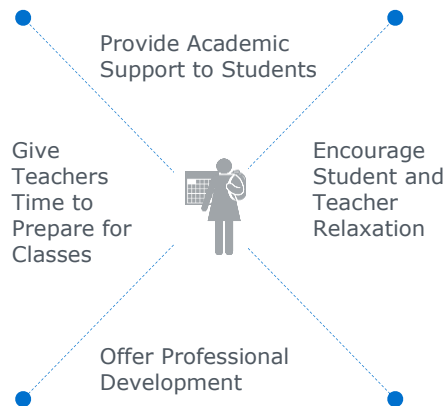 Provide Academic
Support to Students
Give
Teachers
Time to
Prepare for
Classes
Encourage
Student and
Teacher
Relaxation
Offer Professional
Development